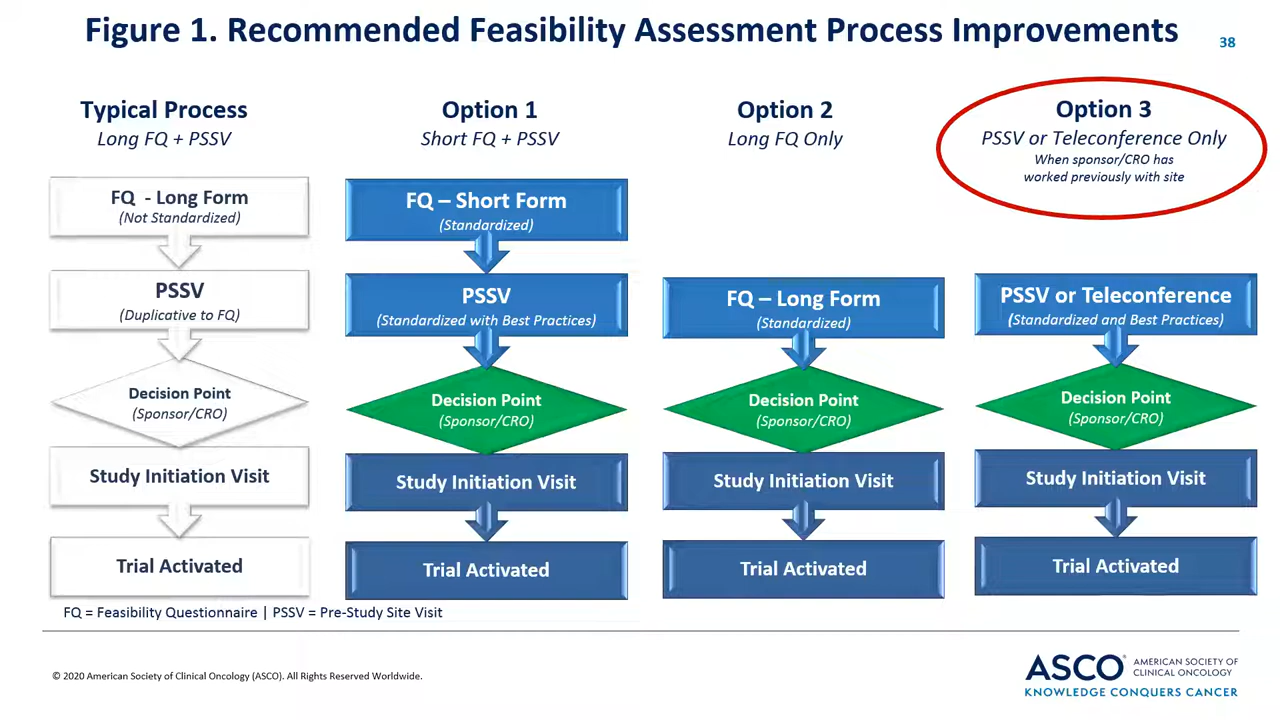 Figure 1. Recommended Feasibility Assessment Process Improvements
38
Typical Process
Long FQ + PSSV
FQ - Long Form
(Not Standardized)
PSSV
(Duplicative to FQ)
Decision Point
(Sponsor/CRO)
Study Initiation Visit
Trial Activated
Option 1
Short FQ + PSSV
FQ – Short Form
(Standardized)
PSSV
(Standardized with Best Practices)
Decision Point
(Sponsor/CRO)
Study Initiation Visit
Trial Activated
Option 2
Long FQ Only
FQ – Long Form
(Standardized)
Decision Point
(Sponsor/CRO)
Study Initiation Visit
Trial Activated
Option 3
PSSV or Teleconference Only
When sponsor/CRO has
worked previously with site
PSSV or Teleconference
(Standardized and Best Practices)
Decision Point
(Sponsor/CRO)
Study Initiation Visit
Trial Activated
FQ = Feasibility Questionnaire | PSSV = Pre-Study Site Visit
© 2020 American Society of Clinical Oncology (ASCO). All Rights Reserved Worldwide.
ASCO®
AMERICAN SOCIETY OF
CLINICAL ONCOLOGY
KNOWLEDGE CONQUERS CANCER